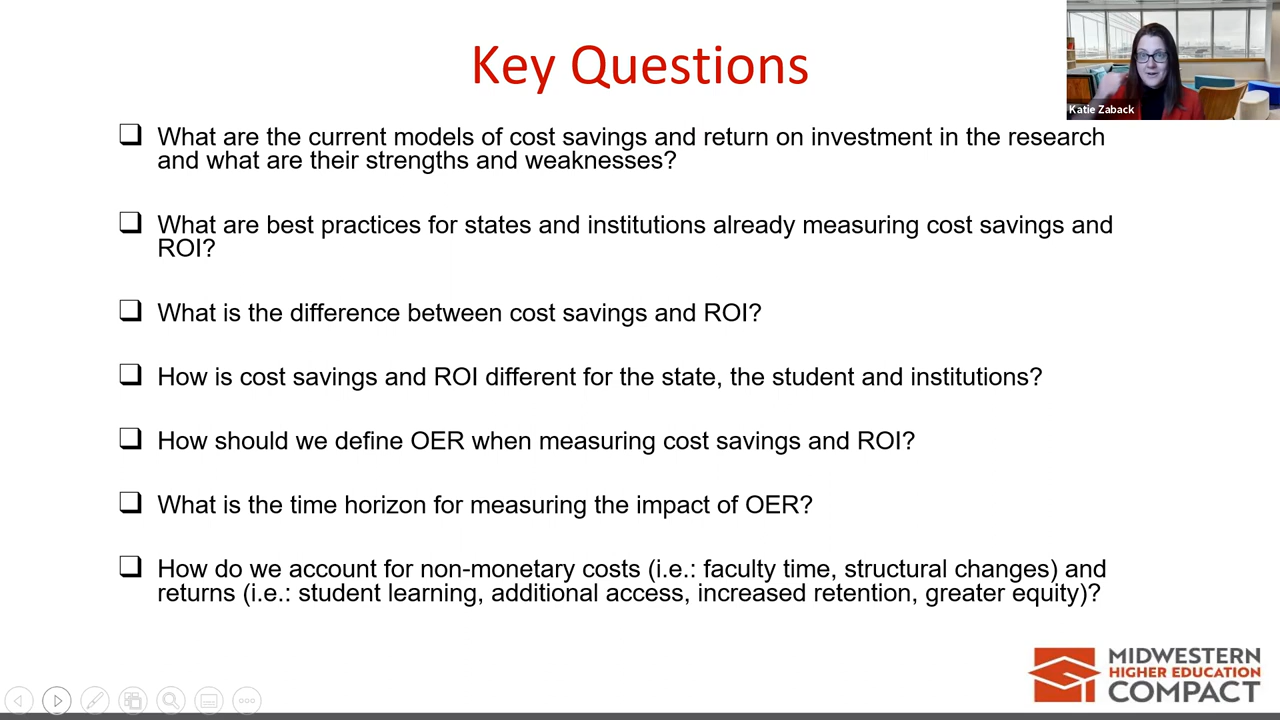 Key Questions
Katie Zaback
What are the current models of cost savings and return on investment in the research
and what are their strengths and weaknesses?
What are best practices for states and institutions already measuring cost savings and
ROI?
What is the difference between cost savings and ROI?
How is cost savings and ROI different for the state, the student and institutions?
How should we define OER when measuring cost savings and ROI?
What is the time horizon for measuring the impact of OER?
How do we account for non-monetary costs (i.e.: faculty time, structural changes) and
returns (i.e.: student learning, additional access, increased retention, greater equity)?
MIDWESTERN
HIGHER EDUCATION
COMPACT